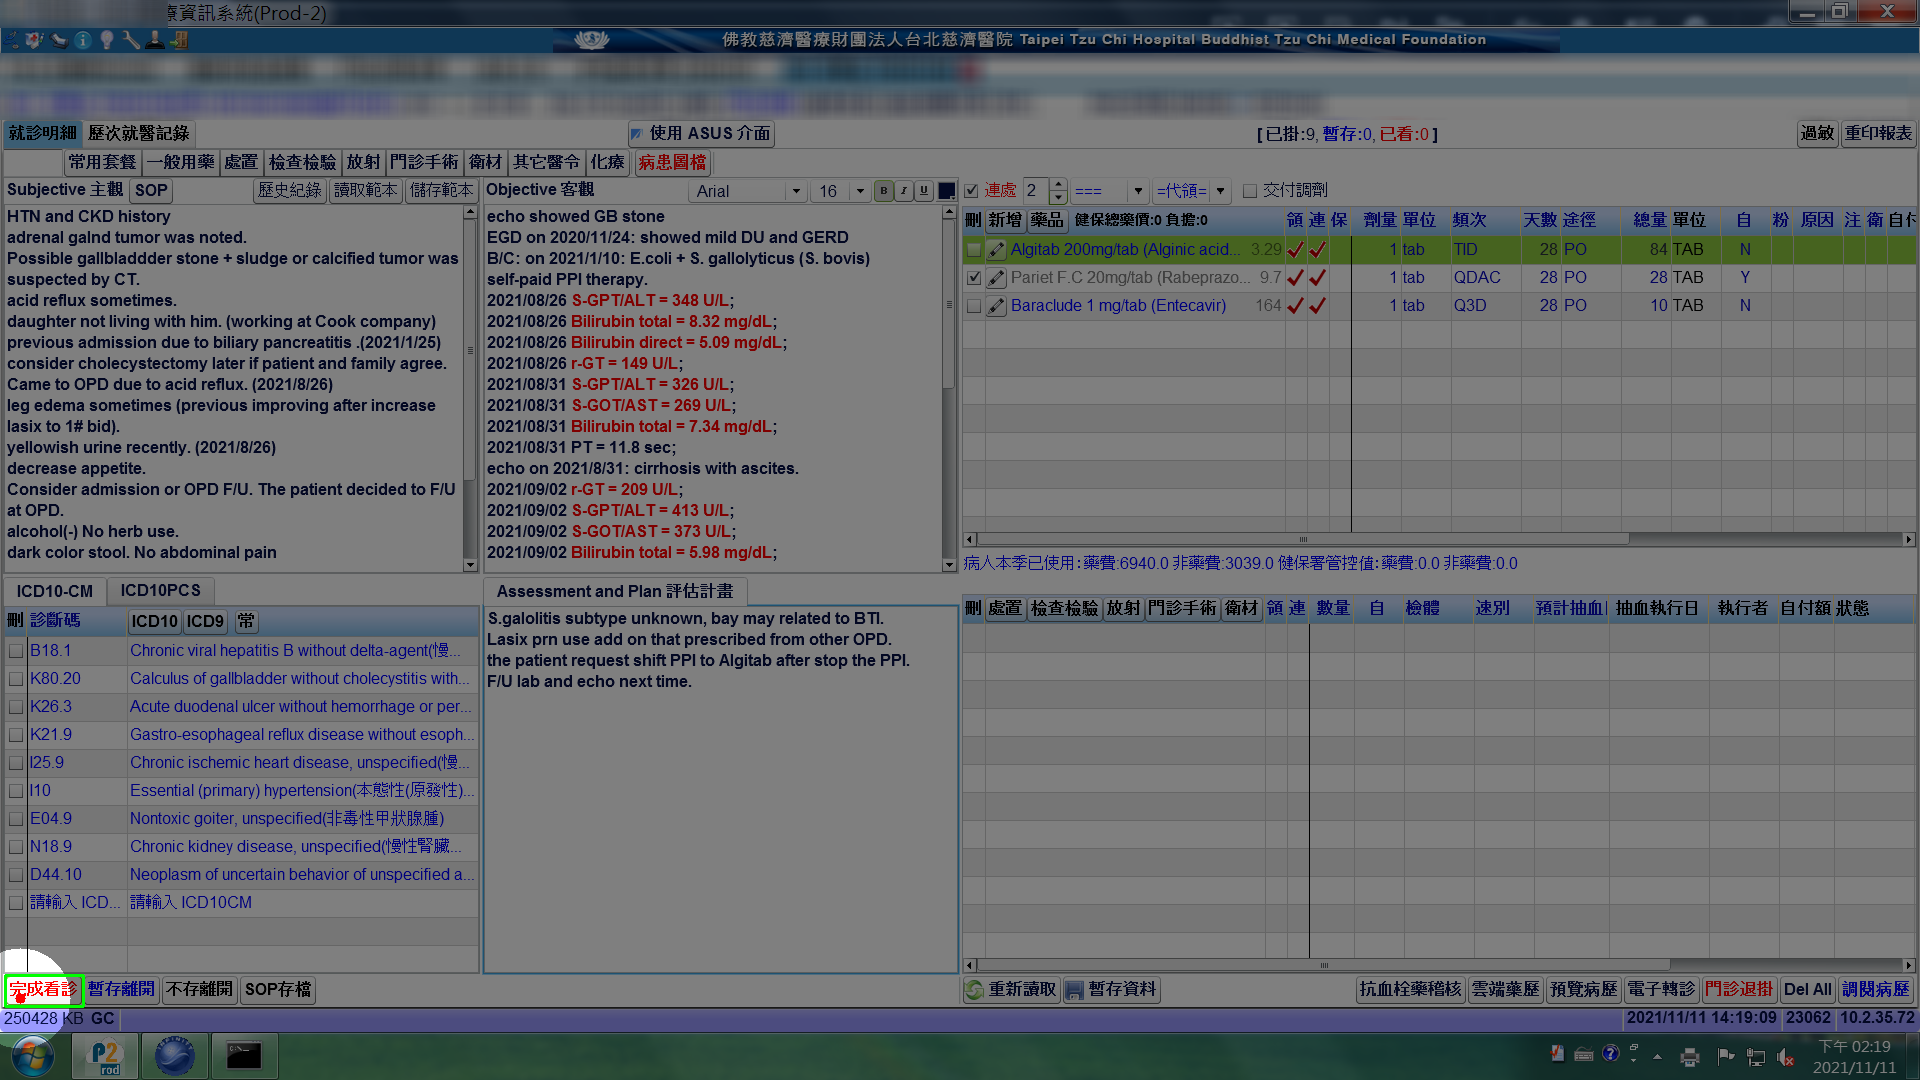 療資訊系統(Prod-2)
佛教慈濟醫療財團法人台北慈濟醫院 Taipei Tzu Chi Hospital Buddhist Tzu Chi Medical Foundation
就診明細 歷次就醫記錄 使用 ASUS 介面 [ 已掛:9, 暫存:0, 已看:0 ] 過敏 重印報表
常用套餐 一般用藥 處置 檢查檢驗 放射 門診手術 衛材 其它醫令 化療 病患圖檔
Subjective 主觀 SOP 歷史紀錄 讀取範本 儲存範本
HTN and CKD history
adrenal galnd tumor was noted.
Possible gallbladdder stone + sludge or calcified tumor was
suspected by CT.
acid reflux sometimes.
daughter not living with him. (working at Cook company)
previous admission due to biliary pancreatitis .(2021/1/25)
consider cholecystectomy later if patient and family agree.
Came to OPD due to acid reflux. (2021/8/26)
leg edema sometimes (previous improving after increase
lasix to 1# bid).
yellowish urine recently. (2021/8/26)
decrease appetite.
Consider admission or OPD F/U. The patient decided to F/U
at OPD.
alcohol(-) No herb use.
dark color stool. No abdominal pain
Objective 客觀 Arial 16 B I U
echo showed GB stone
EGD on 2020/11/24: showed mild DU and GERD
B/C: on 2021/1/10: E.coli + S. gallolyticus (S. bovis)
self-paid PPI therapy.
2021/08/26 S-GPT/ALT = 348 U/L;
2021/08/26 Bilirubin total = 8.32 mg/dL;
2021/08/26 Bilirubin direct = 5.09 mg/dL;
2021/08/26 r-GT = 149 U/L;
2021/08/31 S-GPT/ALT = 326 U/L;
2021/08/31 S-GOT/AST = 269 U/L;
2021/08/31 Bilirubin total = 7.34 mg/dL;
2021/08/31 PT = 11.8 sec;
echo on 2021/8/31: cirrhosis with ascites.
2021/09/02 r-GT = 209 U/L;
2021/09/02 S-GPT/ALT = 413 U/L;
2021/09/02 S-GOT/AST = 373 U/L;
2021/09/02 Bilirubin total = 5.98 mg/dL;
連處 2 === =代領= 交付調劑
刪 新增 藥品 健保總藥價:0 負擔:0 領 連 保 劑量 單位 頻次 天數 途徑 總量 單位 自 粉 原因 注 衛 自付
Algitab 200mg/tab (Alginic acid... 3.29 1 tab TID 28 PO 84 TAB N
Pariet F.C 20mg/tab (Rabeprazo... 9.7 1 tab QDAC 28 PO 28 TAB Y
Baraclude 1 mg/tab (Entecavir) 164 1 tab Q3D 28 PO 10 TAB N
病人本季已使用：藥費:6940.0 非藥費:3039.0 健保署管控值：藥費:0.0 非藥費:0.0
ICD10-CM ICD10PCS
刪 診斷碼 ICD10 ICD9 常
B18.1 Chronic viral hepatitis B without delta-agent(慢...
K80.20 Calculus of gallbladder without cholecystitis with...
K26.3 Acute duodenal ulcer without hemorrhage or per...
K21.9 Gastro-esophageal reflux disease without esoph...
I25.9 Chronic ischemic heart disease, unspecified(慢...
I10 Essential (primary) hypertension(本態性(原發性)...
E04.9 Nontoxic goiter, unspecified(非毒性甲狀腺腫)
N18.9 Chronic kidney disease, unspecified(慢性腎臟...
D44.10 Neoplasm of uncertain behavior of unspecified a...
請輸入 ICD... 請輸入 ICD10CM
Assessment and Plan 評估計畫
S.galolitis subtype unknown, bay may related to BTI.
Lasix prn use add on that prescribed from other OPD.
the patient request shift PPI to Algitab after stop the PPI.
F/U lab and echo next time.
刪 處置 檢查檢驗 放射 門診手術 衛材 領 連 數量 自 檢體 速別 預計抽血 抽血執行日 執行者 自付額 狀態
完成看診 暫存離開 不存離開 SOP存檔 重新讀取 暫存資料 抗血栓藥稽核 雲端藥歷 預覽病歷 電子轉診 門診退掛 Del All 調閱病歷
250428 KB GC 2021/11/11 14:19:09 23062 10.2.35.72
P2 rod
下午 02:19
2021/11/11